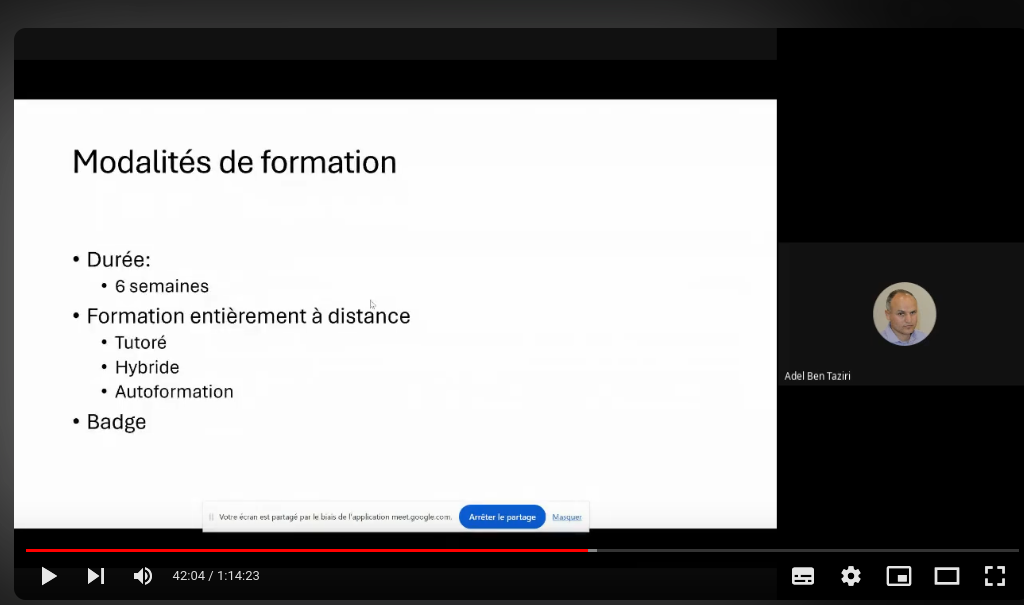 Modalités de formation
• Durée:
• 6 semaines
• Formation entièrement à distance
• Tutoré
• Hybride
• Autoformation
• Badge
Adel Ben Taziri
Votre écran est partagé par le biais de l'application meet.google.com. Arrêter le partage Masquer
42:04 / 1:14:23